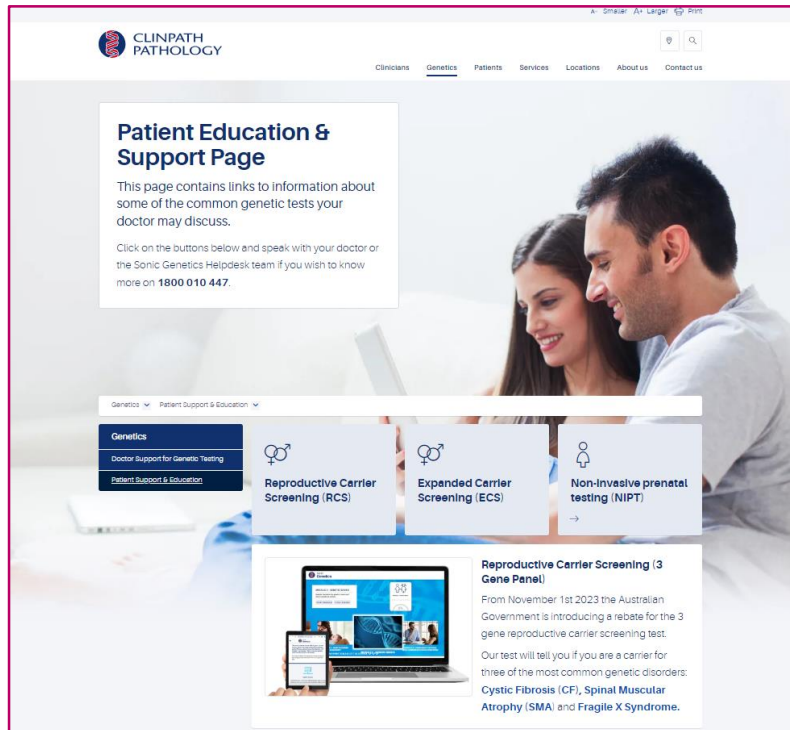 A- Smaller A+ Larger Print
CLINPATH
PATHOLOGY
Clinicians Genetics Patients Services Locations About us Contact us
Patient Education &
Support Page
This page contains links to information about
some of the common genetic tests your
doctor may discuss.
Click on the buttons below and speak with your doctor or
the Sonic Genetics Helpdesk team if you wish to know
more on 1800 010 447.
Genetics Patient Support & Education
Genetics
Doctor Support for Genetic Testing
Patient Support & Education
Reproductive Carrier
Screening (RCS)
Expanded Carrier
Screening (ECS)
Non-invasive prenatal
testing (NIPT)
Genetics
Reproductive Carrier Screening (3
Gene Panel)
From November 1st 2023 the Australian
Government is introducing a rebate for the 3
gene reproductive carrier screening test.
Our test will tell you if you are a carrier for
three of the most common genetic disorders:
Cystic Fibrosis (CF), Spinal Muscular
Atrophy (SMA) and Fragile X Syndrome.